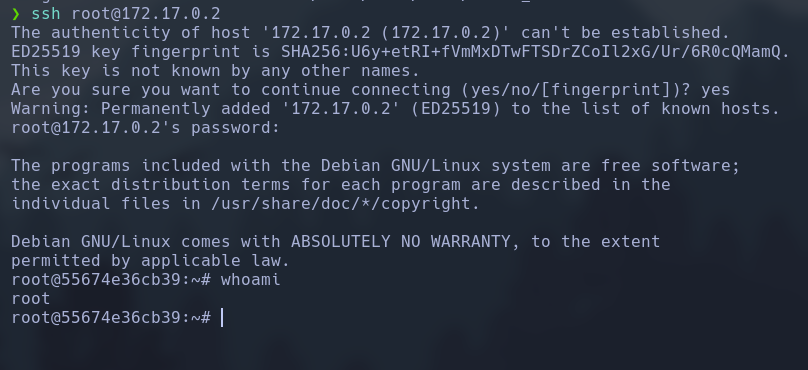 ❯ ssh root@172.17.0.2
The authenticity of host '172.17.0.2 (172.17.0.2)' can't be established.
ED25519 key fingerprint is SHA256:U6y+etRI+fVmMxDTwFTSDrZCoIl2xG/Ur/6R0cQMamQ.
This key is not known by any other names.
Are you sure you want to continue connecting (yes/no/[fingerprint])? yes
Warning: Permanently added '172.17.0.2' (ED25519) to the list of known hosts.
root@172.17.0.2's password:
The programs included with the Debian GNU/Linux system are free software;
the exact distribution terms for each program are described in the
individual files in /usr/share/doc/*/copyright.
Debian GNU/Linux comes with ABSOLUTELY NO WARRANTY, to the extent
permitted by applicable law.
root@55674e36cb39:~# whoami
root
root@55674e36cb39:~#